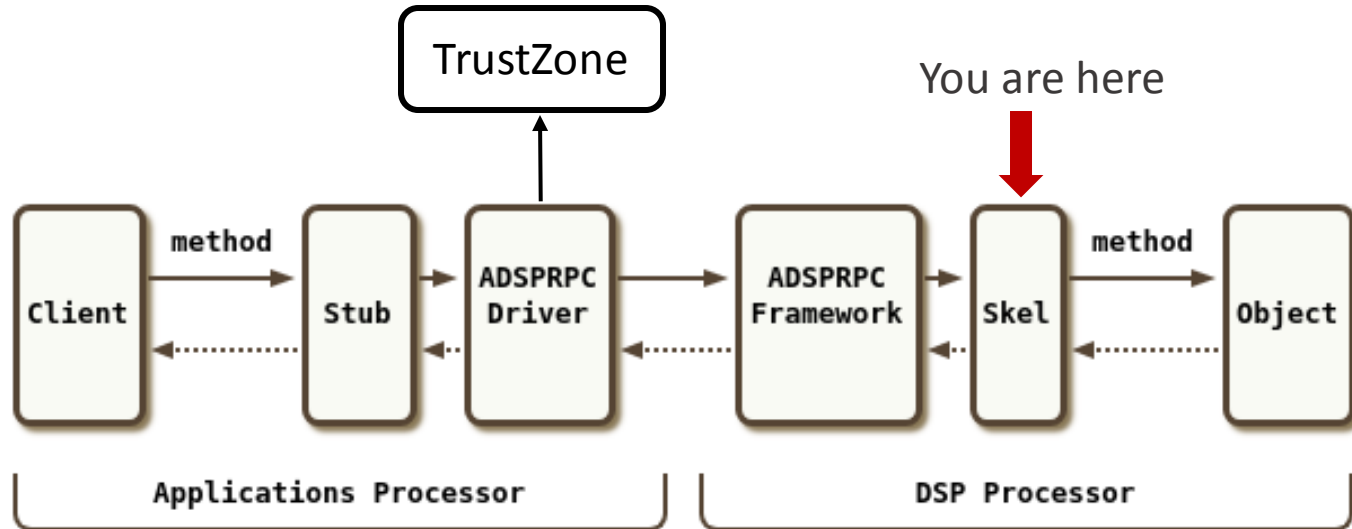 TrustZone
You are here
method
method
Client
Stub
ADSPRPC
Driver
ADSPRPC
Framework
Skel
Object
Applications Processor
DSP Processor